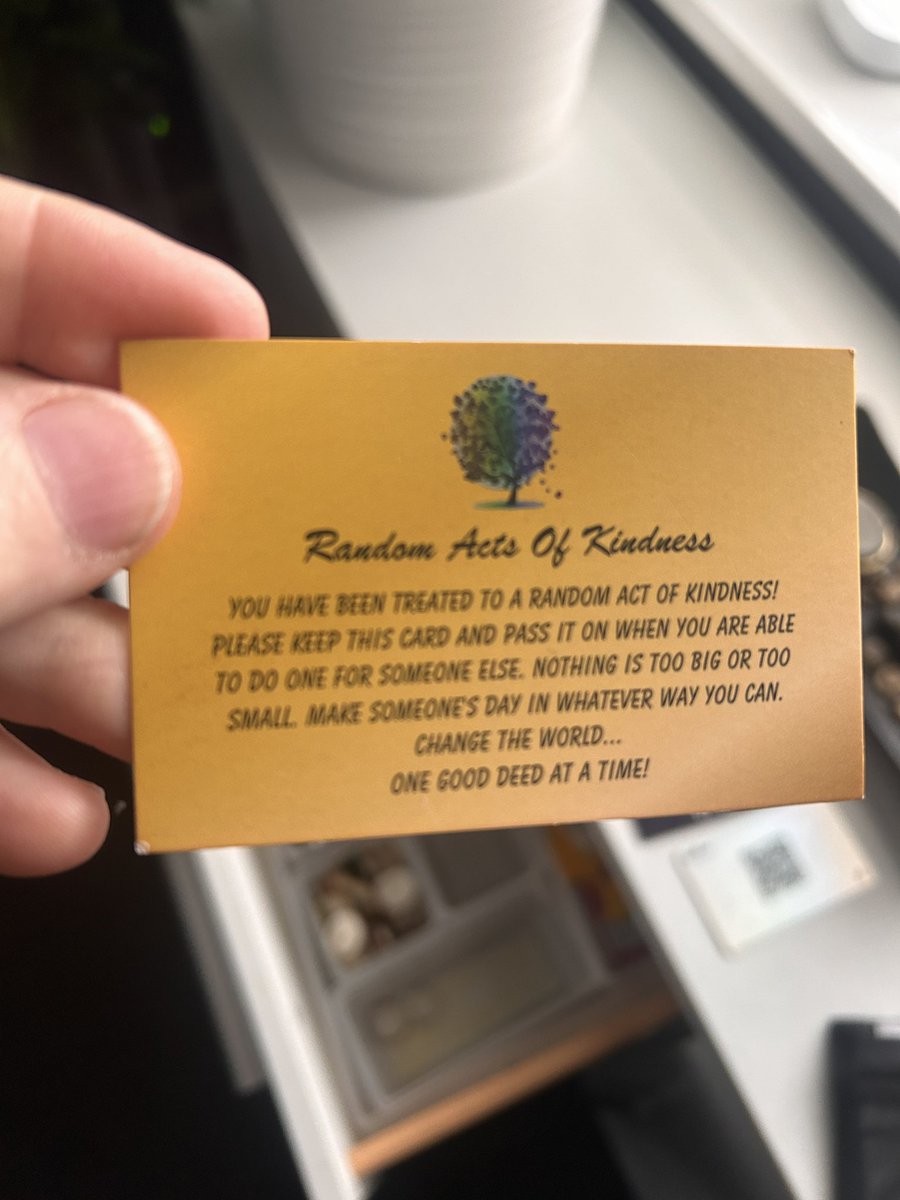 Random Acts Of Kindness
YOU HAVE BEEN TREATED TO A RANDOM ACT OF KINDNESS!
PLEASE KEEP THIS CARD AND PASS IT ON WHEN YOU ARE ABLE
TO DO ONE FOR SOMEONE ELSE. NOTHING IS TOO BIG OR TOO
SMALL. MAKE SOMEONE'S DAY IN WHATEVER WAY YOU CAN.
CHANGE THE WORLD...
ONE GOOD DEED AT A TIME!